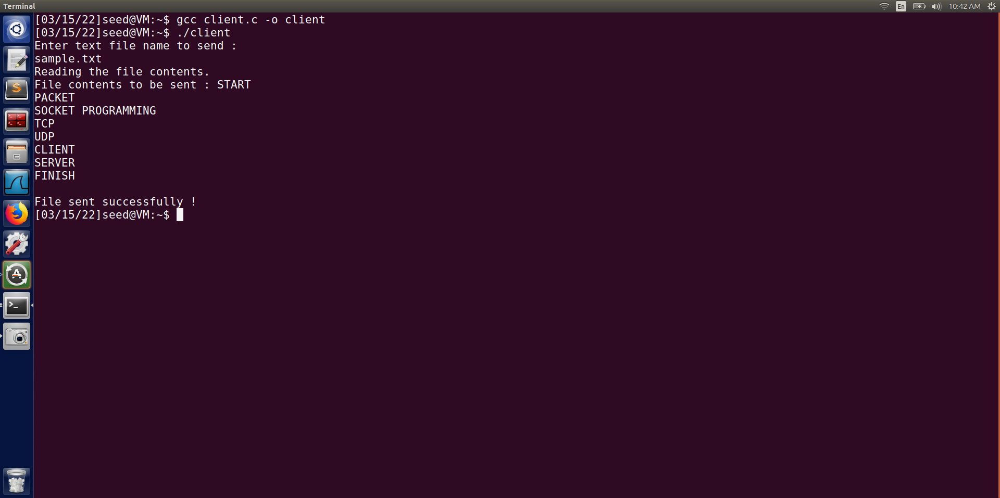 Terminal
En
10:42 AM
[03/15/22]seed@VM:~$ gcc client.c -o client
[03/15/22]seed@VM:~$ ./client
Enter text file name to send :
sample.txt
Reading the file contents.
File contents to be sent : START
PACKET
SOCKET PROGRAMMING
TCP
UDP
CLIENT
SERVER
FINISH
File sent successfully !
[03/15/22]seed@VM:~$